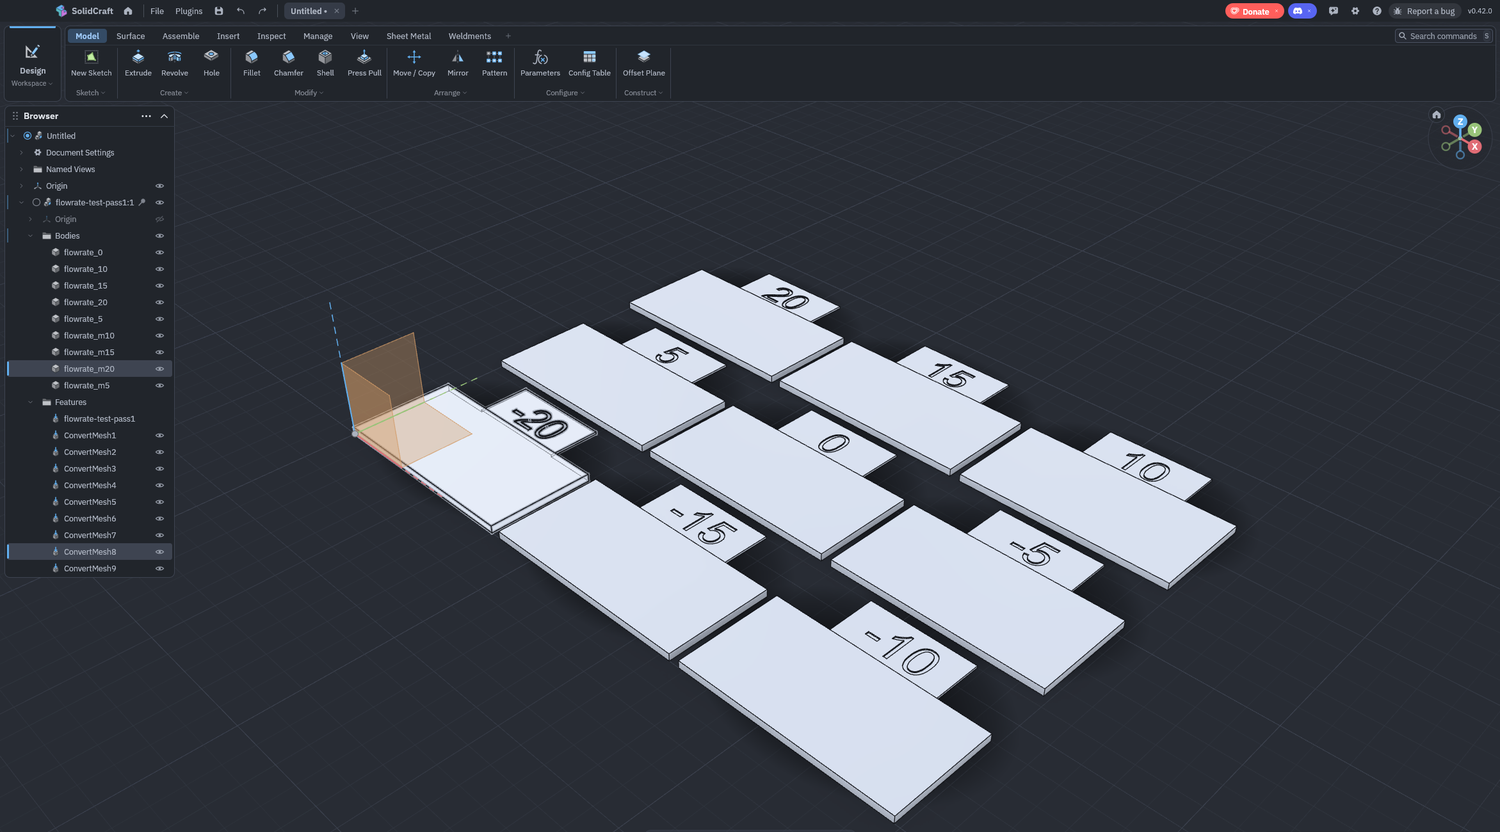 SolidCraft File Plugins Untitled • Donate Report a bug v0.42.0
Model Surface Assemble Insert Inspect Manage View Sheet Metal Weldments Search commands S
Design
Workspace
New Sketch Extrude Revolve Hole Fillet Chamfer Shell Press Pull Move / Copy Mirror Pattern Parameters Config Table Offset Plane
Sketch Create Modify Arrange Configure Construct
Browser
Untitled
Document Settings
Named Views
Origin
flowrate-test-pass1:1
Origin
Bodies
flowrate_0
flowrate_10
flowrate_15
flowrate_20
flowrate_5
flowrate_m10
flowrate_m15
flowrate_m20
flowrate_m5
Features
flowrate-test-pass1
ConvertMesh1
ConvertMesh2
ConvertMesh3
ConvertMesh4
ConvertMesh5
ConvertMesh6
ConvertMesh7
ConvertMesh8
ConvertMesh9
Z
Y
X
20
5
15
-20
0
10
-15
-5
-10